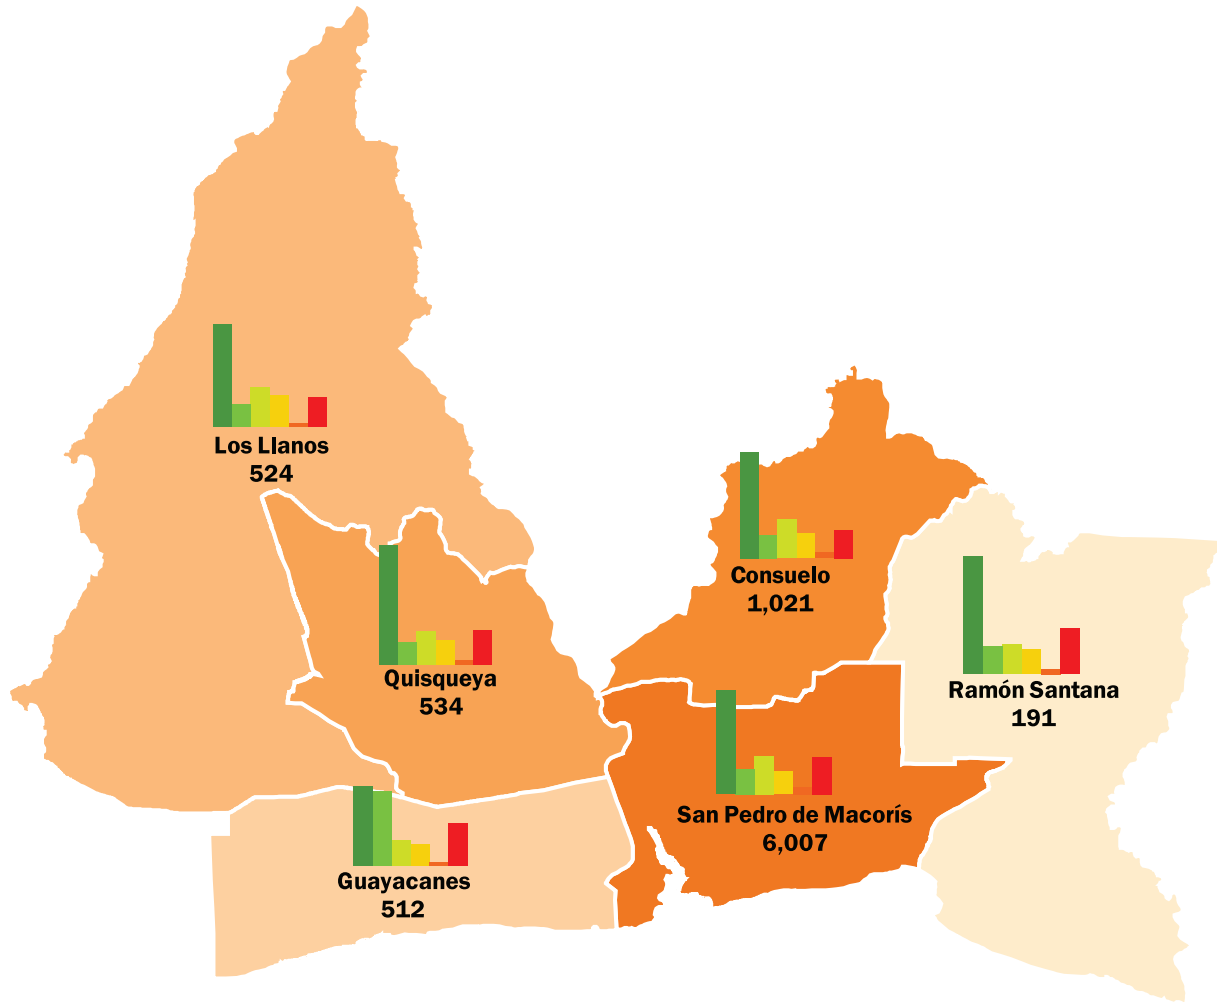 Los Llanos
524
Consuelo
1,021
Quisqueya
534
Ramón Santana
191
San Pedro de Macorís
6,007
Guayacanes
512